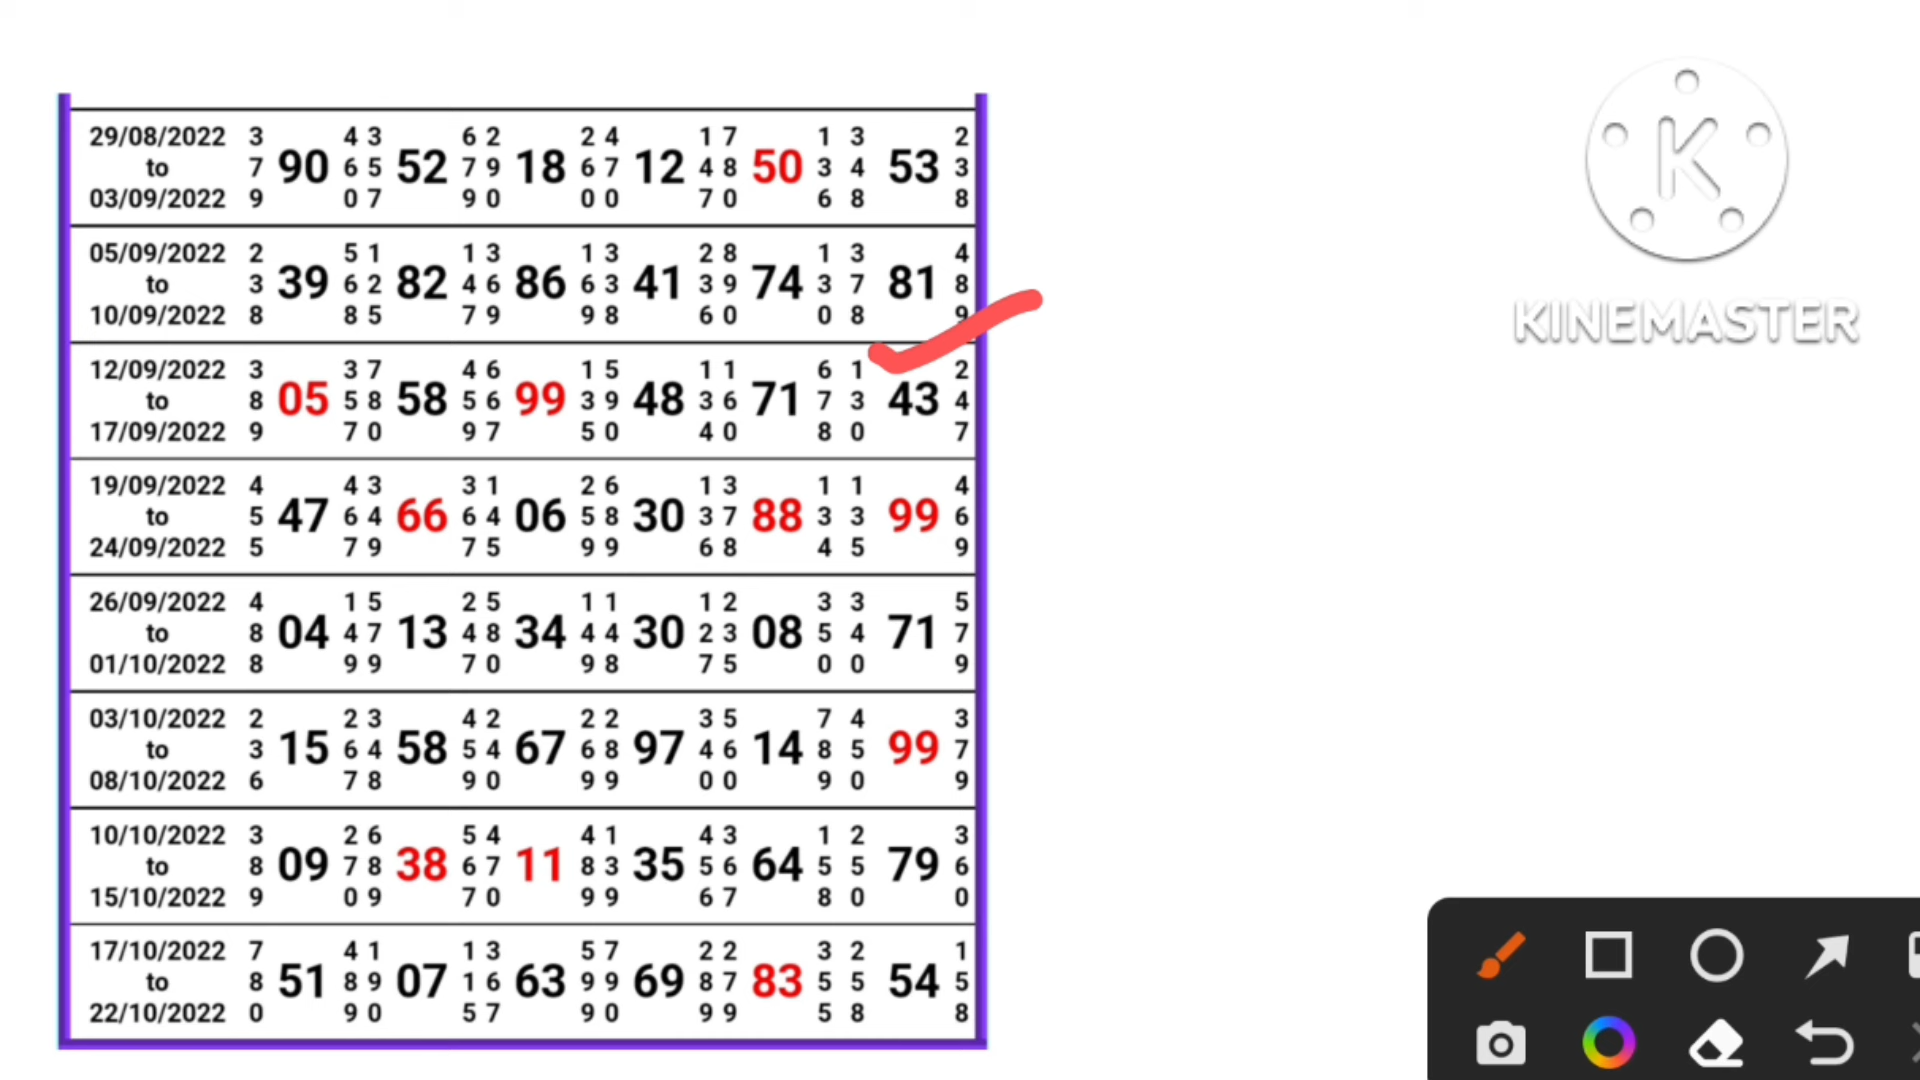 29/08/2022 3 4 3 6 2 2 4 1 7 1 3 2
to 7 90 6 5 52 7 9 18 6 7 12 4 8 50 3 4 53 3
03/09/2022 9 0 7 9 0 0 0 7 0 6 8 8
05/09/2022 2 5 1 1 3 1 3 2 8 1 3 4
to 3 39 6 2 82 4 6 86 6 3 41 3 9 74 3 7 81 8
10/09/2022 8 8 5 7 9 9 8 6 0 0 8 9
12/09/2022 3 3 7 4 6 1 5 1 1 6 1 2
to 8 05 5 8 58 5 6 99 3 9 48 3 6 71 7 3 43 4
17/09/2022 9 7 0 9 7 5 0 4 0 8 0 7
19/09/2022 4 4 3 3 1 2 6 1 3 1 1 4
to 5 47 6 4 66 6 4 06 5 8 30 3 7 88 3 3 99 6
24/09/2022 5 7 9 7 5 9 9 6 8 4 5 9
26/09/2022 4 1 5 2 5 1 1 1 2 3 3 5
to 8 04 4 7 13 4 8 34 4 4 30 2 3 08 5 4 71 7
01/10/2022 8 9 9 7 0 9 8 7 5 0 0 9
03/10/2022 2 2 3 4 2 2 2 3 5 7 4 3
to 3 15 6 4 58 5 4 67 6 8 97 4 6 14 8 5 99 7
08/10/2022 6 7 8 9 0 9 9 0 0 9 0 9
10/10/2022 3 2 6 5 4 4 1 4 3 1 2 3
to 8 09 7 8 38 6 7 11 8 3 35 5 6 64 5 5 79 6
15/10/2022 9 0 9 7 0 9 9 6 7 8 0 0
17/10/2022 7 4 1 1 3 5 7 2 2 3 2 1
to 8 51 8 9 07 1 6 63 9 9 69 8 7 83 5 5 54 5
22/10/2022 0 9 0 5 7 9 0 9 9 5 8 8
K
KINEMASTER